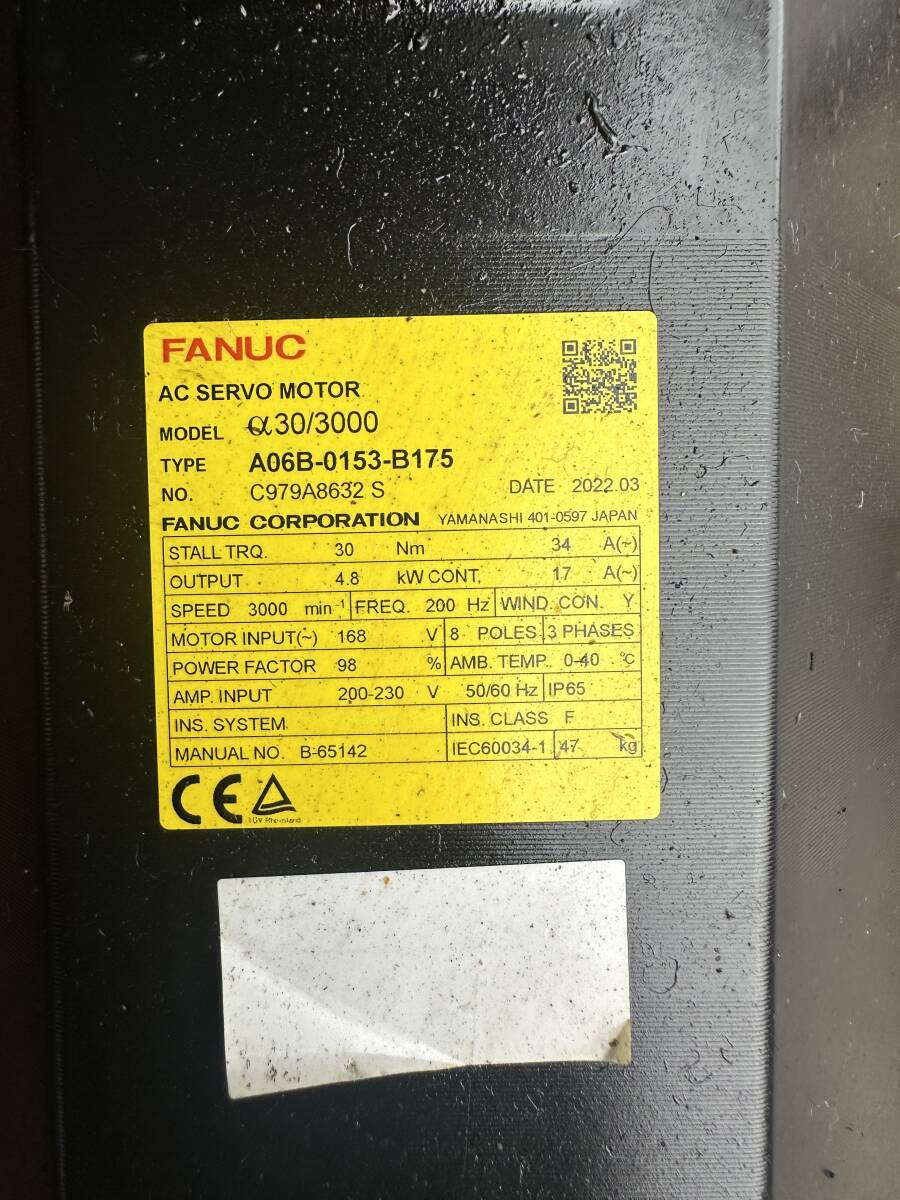 FANUC
AC SERVO MOTOR
MODEL α30/3000
TYPE A06B-0153-B175
NO. C979A8632 S DATE 2022.03
FANUC CORPORATION YAMANASHI 401-0597 JAPAN
STALL TRQ. 30 Nm 34 A(~)
OUTPUT 4.8 kW CONT. 17 A(~)
SPEED 3000 min⁻¹ FREQ. 200 Hz WIND. CON. Y
MOTOR INPUT(~) 168 V 8 POLES 3 PHASES
POWER FACTOR 98 % AMB. TEMP. 0-40 °C
AMP. INPUT 200-230 V 50/60 Hz IP65
INS. SYSTEM INS. CLASS F
MANUAL NO. B-65142 IEC60034-1 47 kg
CE
TÜV Rheinland